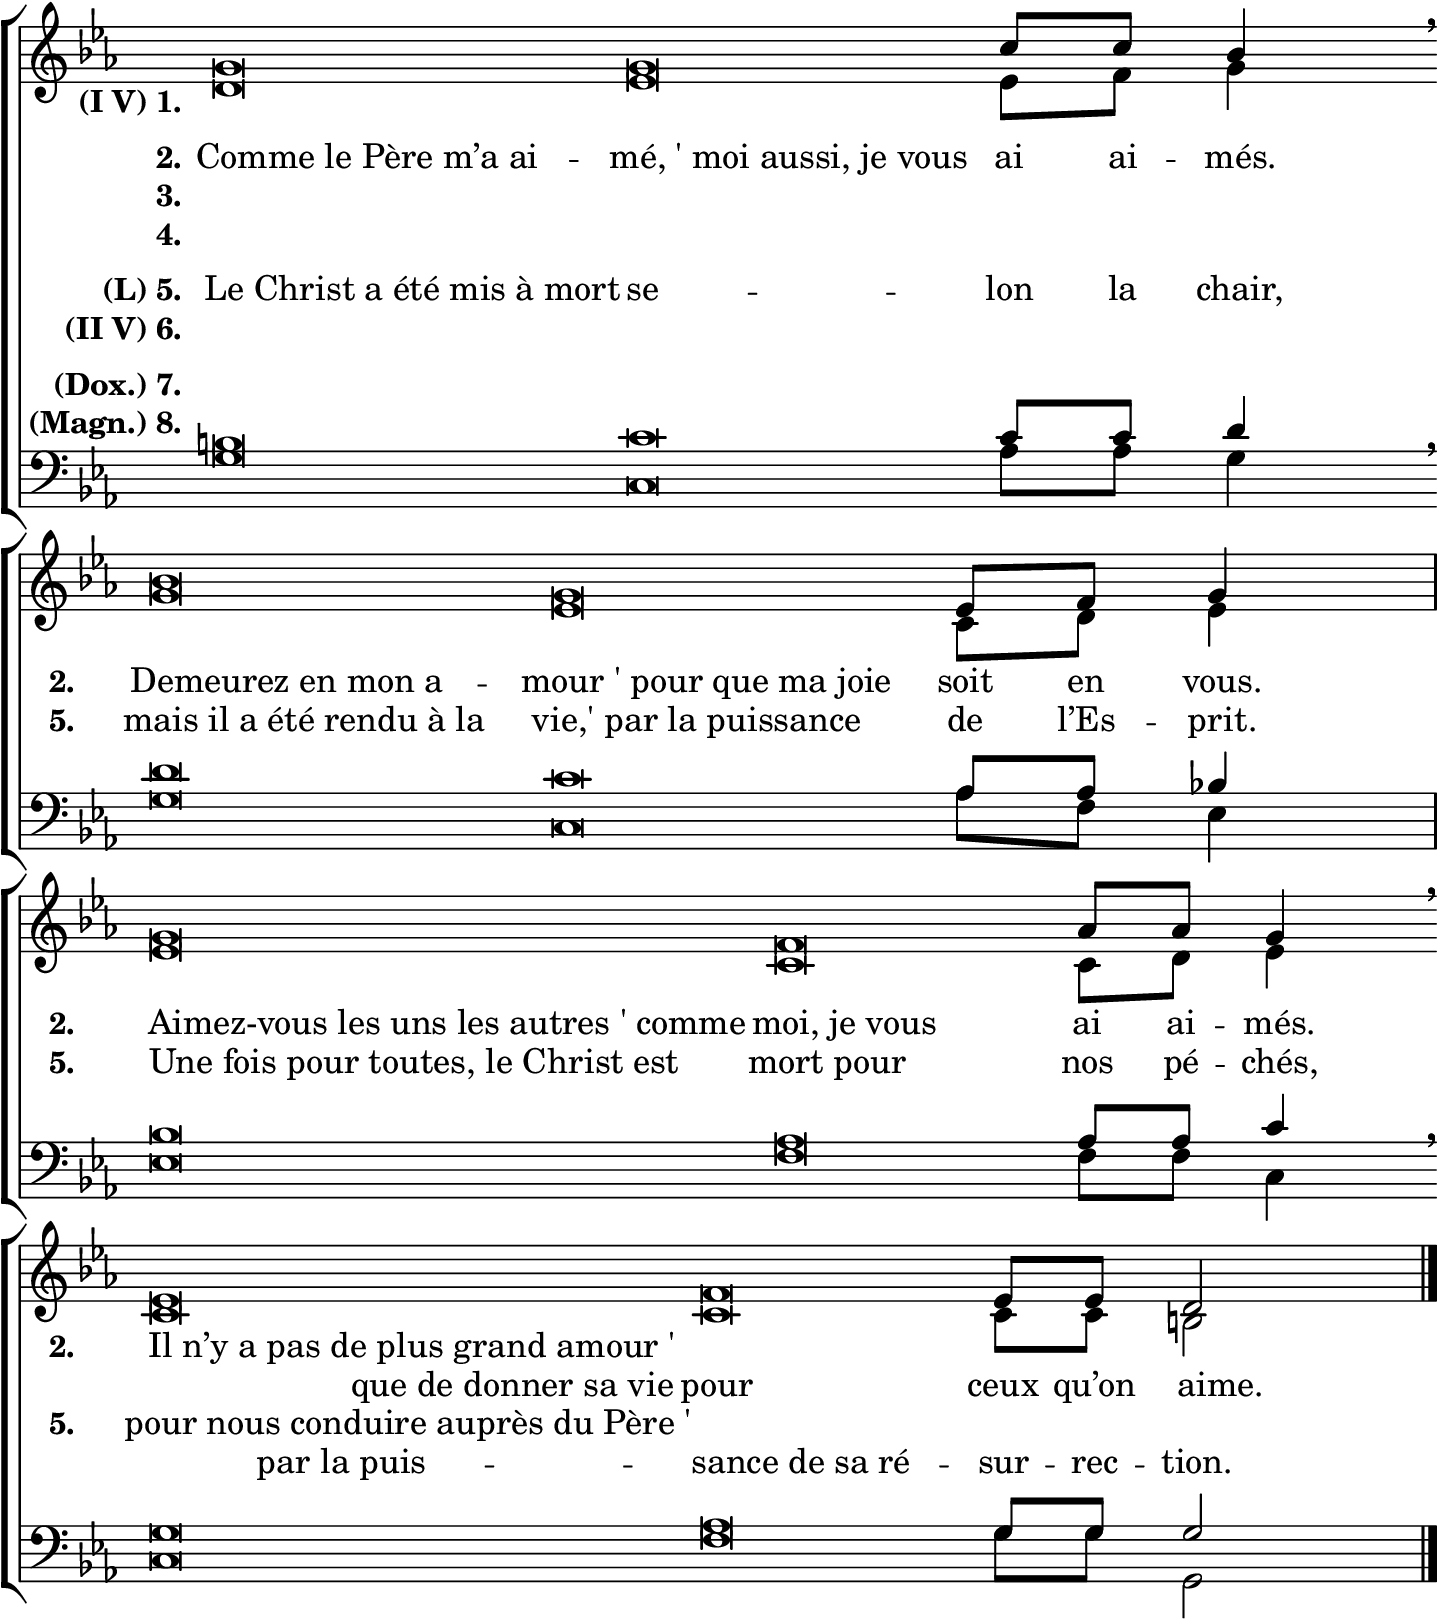 (I V) 1.
2. Comme le Père m’a ai -- mé, ' moi aussi, je vous ai ai -- més.
3.
4.
(L) 5. Le Christ a été mis à mort se -- -- lon la chair,
(II V) 6.
(Dox.) 7.
(Magn.) 8.
2. Demeurez en mon a -- mour ' pour que ma joie soit en vous.
5. mais il a été rendu à la vie,' par la puissance de l’Es -- prit.
2. Aimez-vous les uns les autres ' comme moi, je vous ai ai -- més.
5. Une fois pour toutes, le Christ est mort pour nos pé -- chés,
2. Il n’y a pas de plus grand amour '
que de donner sa vie pour ceux qu’on aime.
5. pour nous conduire auprès du Père '
par la puis -- -- sance de sa ré -- sur -- rec -- tion.